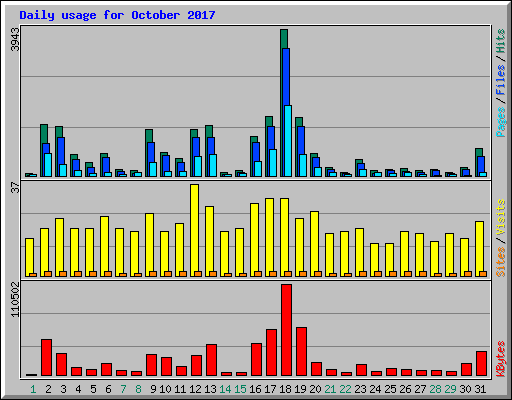 Daily usage for October 2017
3943
Pages / Files / Hits
37
Sites / Visits
110502
KBytes
1 2 3 4 5 6 7 8 9 10 11 12 13 14 15 16 17 18 19 20 21 22 23 24 25 26 27 28 29 30 31